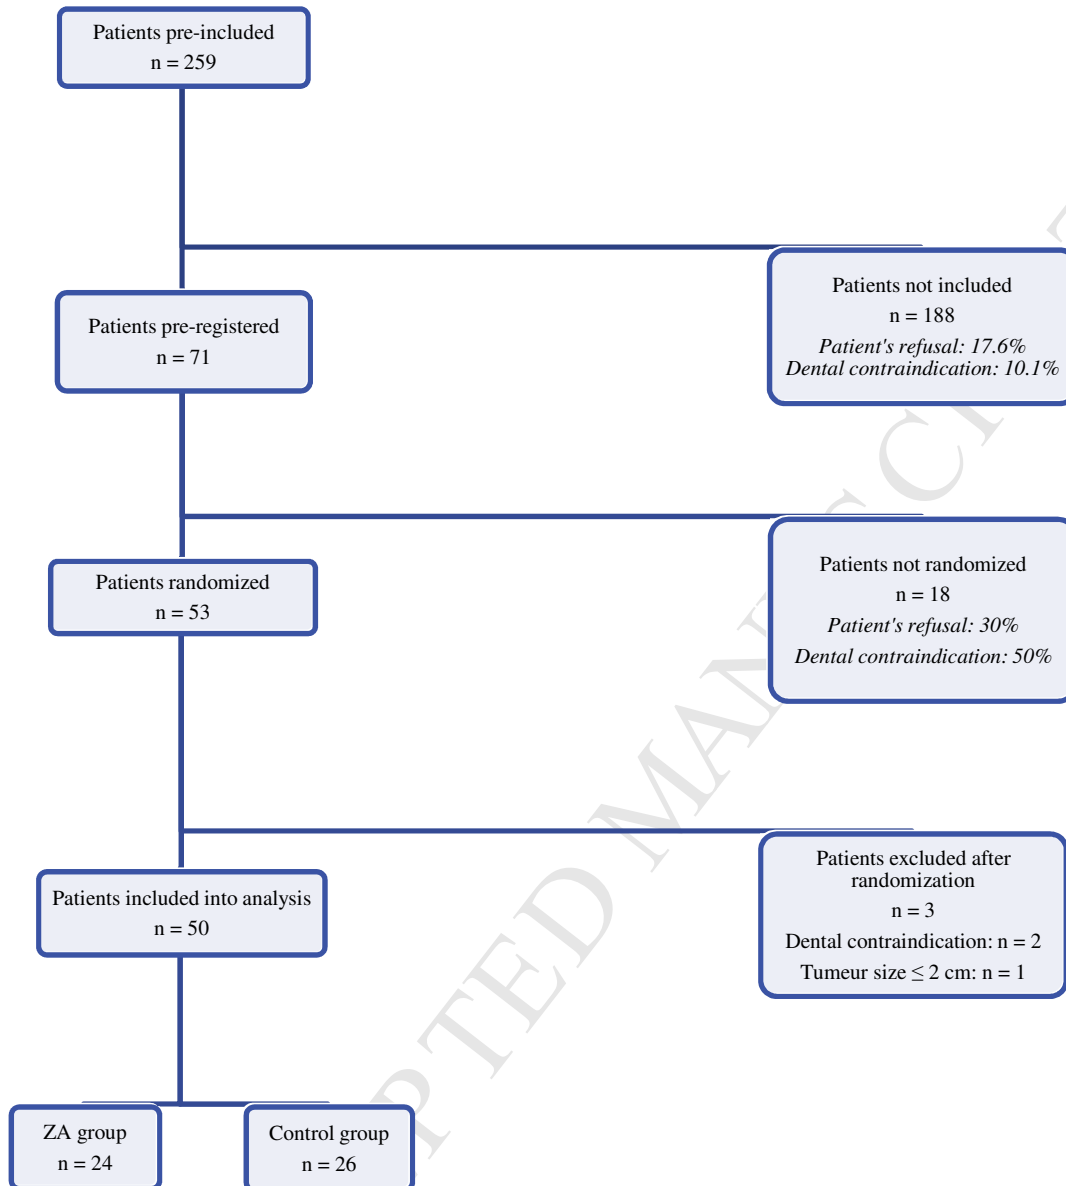 Patients pre-included
n = 259
Patients not included
n = 188
Patient's refusal: 17.6%
Dental contraindication: 10.1%
Patients pre-registered
n = 71
Patients not randomized
n = 18
Patient's refusal: 30%
Dental contraindication: 50%
Patients randomized
n = 53
Patients excluded after
randomization
n = 3
Dental contraindication: n = 2
Tumeur size ≤ 2 cm: n = 1
Patients included into analysis
n = 50
ZA group
n = 24
Control group
n = 26
PTED MANUSCRIPT